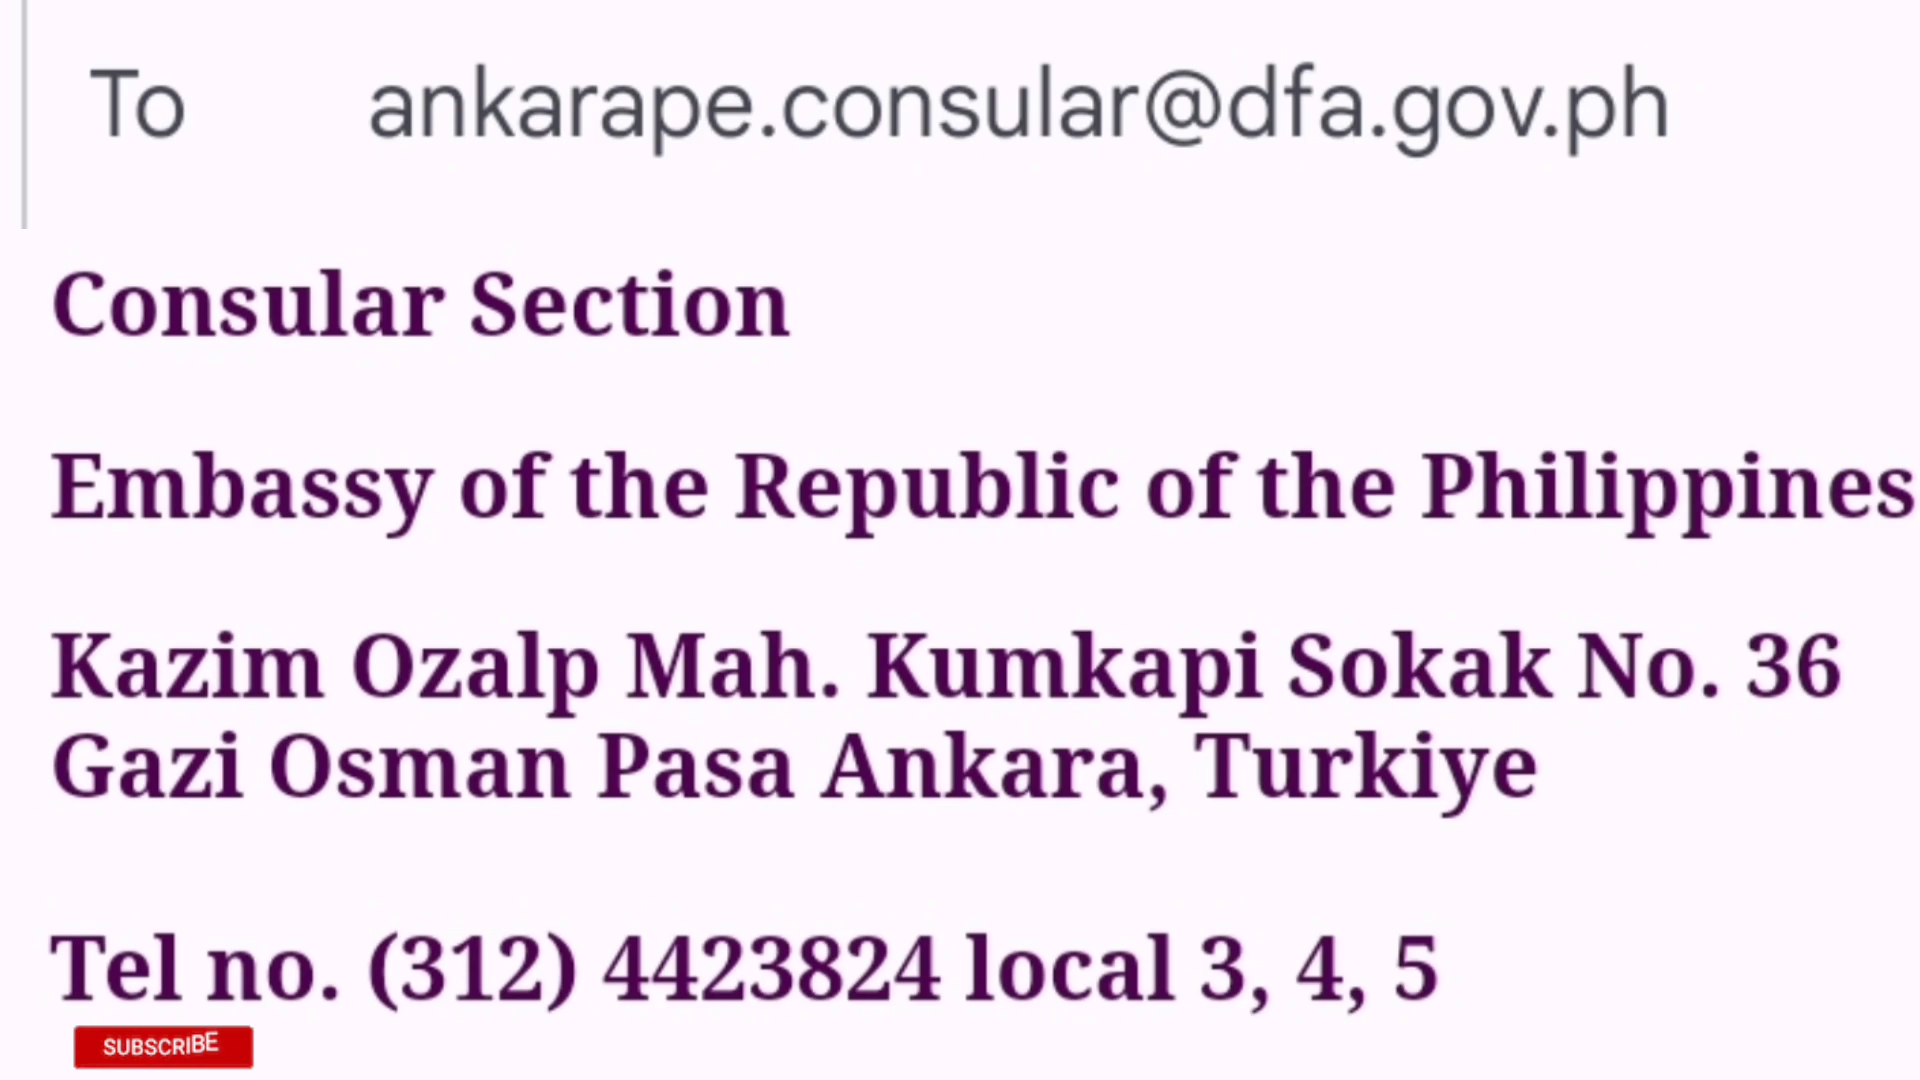 To ankarape.consular@dfa.gov.ph
Consular Section
Embassy of the Republic of the Philippines
Kazim Ozalp Mah. Kumkapi Sokak No. 36
Gazi Osman Pasa Ankara, Turkiye
Tel no. (312) 4423824 local 3, 4, 5
SUBSCRIBE